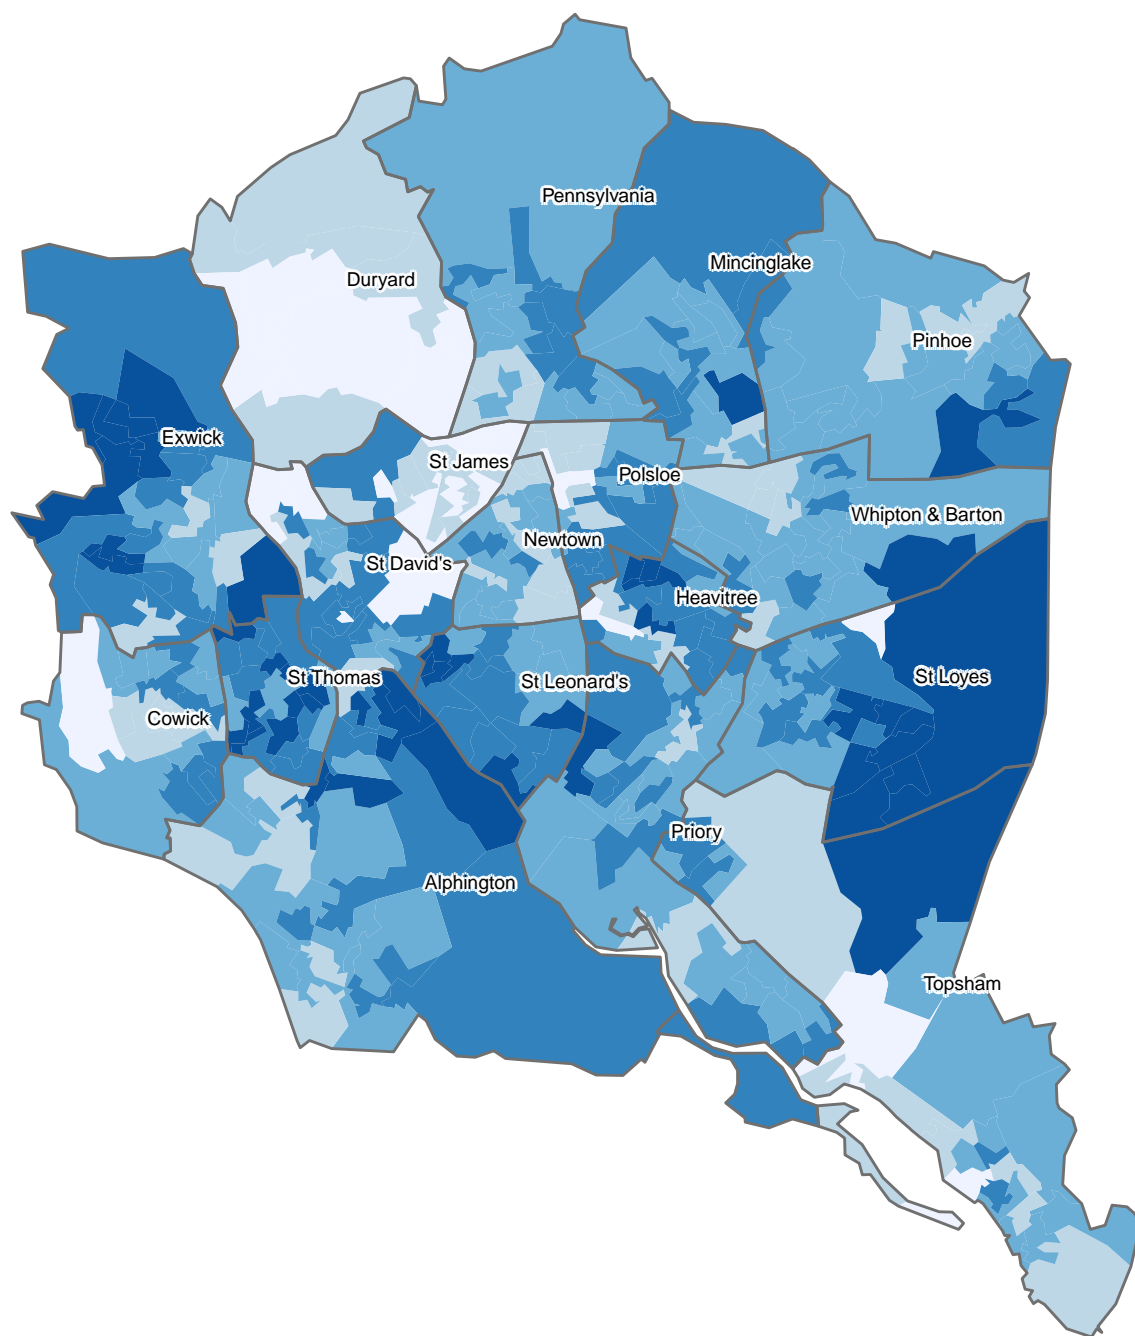 Pennsylvania
Mincinglake
Duryard
Pinhoe
Exwick
St James
Polsloe
Whipton & Barton
Newtown
St David's
Heavitree
St Thomas
St Leonard's
St Loyes
Cowick
Priory
Alphington
Topsham